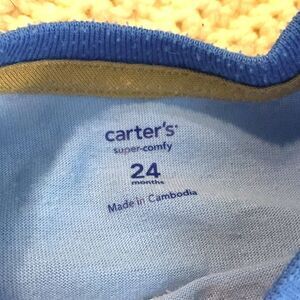 carter's®
super-comfy
24
months
Made in Cambodia